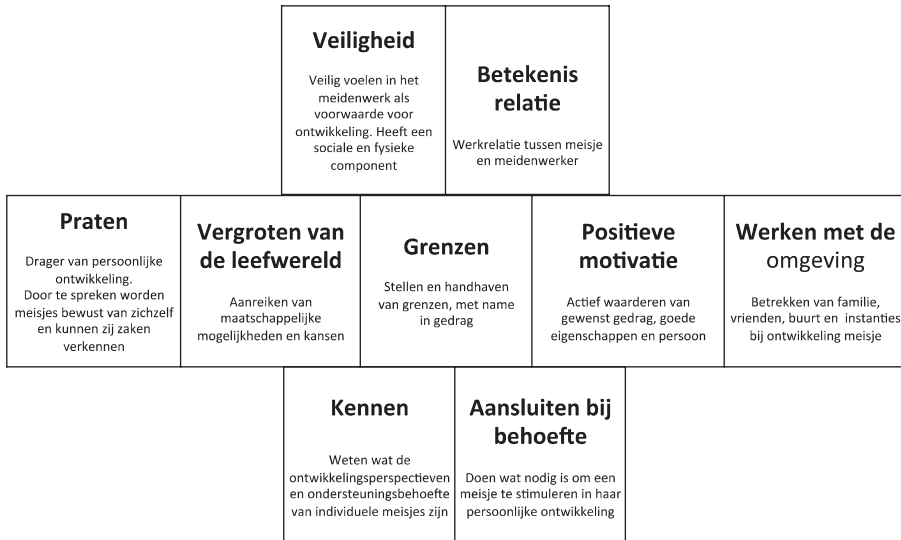 Veiligheid
Veilig voelen in het
meidenwerk als
voorwaarde voor
ontwikkeling. Heeft een
sociale en fysieke
component
Betekenis
relatie
Werkrelatie tussen meisje
en meidenwerker
Praten
Drager van persoonlijke
ontwikkeling.
Door te spreken worden
meisjes bewust van zichzelf
en kunnen zij zaken
verkennen
Vergroten van
de leefwereld
Aanreiken van
maatschappelijke
mogelijkheden en kansen
Grenzen
Stellen en handhaven
van grenzen, met name
in gedrag
Positieve
motivatie
Actief waarderen van
gewenst gedrag, goede
eigenschappen en persoon
Werken met de
omgeving
Betrekken van familie,
vrienden, buurt en instanties
bij ontwikkeling meisje
Kennen
Weten wat de
ontwikkelingsperspectieven
en ondersteuningsbehoefte
van individuele meisjes zijn
Aansluiten bij
behoefte
Doen wat nodig is om een
meisje te stimuleren in haar
persoonlijke ontwikkeling